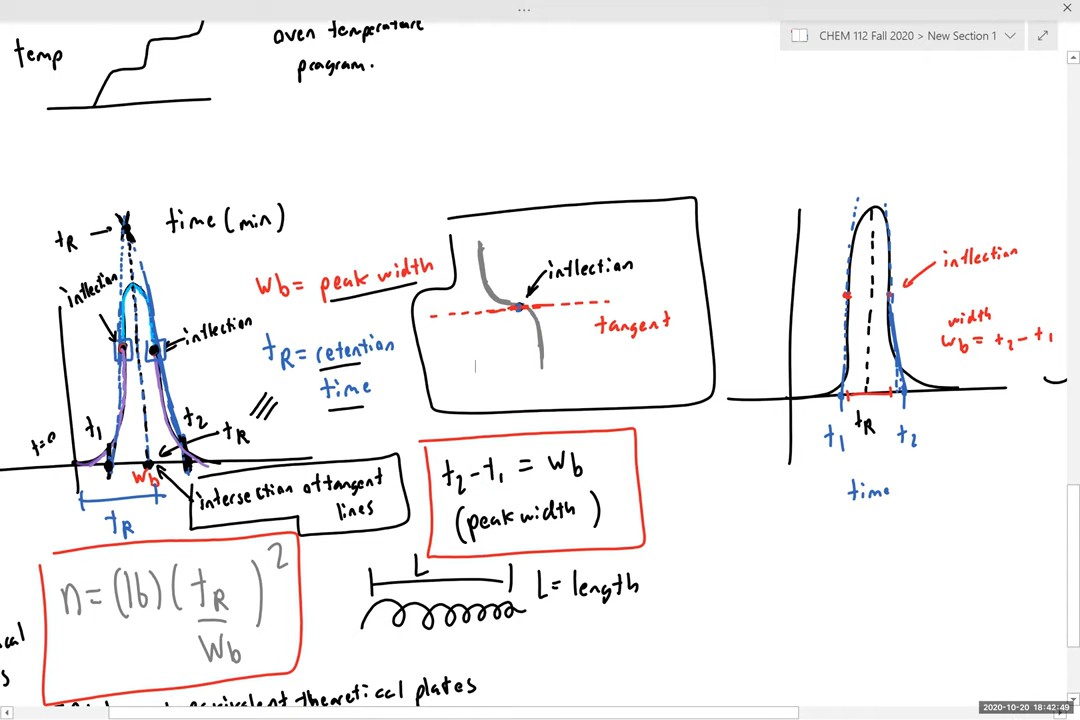 temp
oven temperature
program.
CHEM 112 Fall 2020 > New Section 1
time (min)
tR
inflection
inflection
Wb = peak width
tR = retention
time
t1
t2
tR
t=0
Wb
tR
intersection of tangent
lines
inflection
tangent
t2 - t1 = Wb
(peak width)
inflection
width
Wb = t2 - t1
t1
tR
t2
time
n = (16) (tR/Wb)²
L
L = length
equivalent theoretical plates
2020-10-20 18:42:49